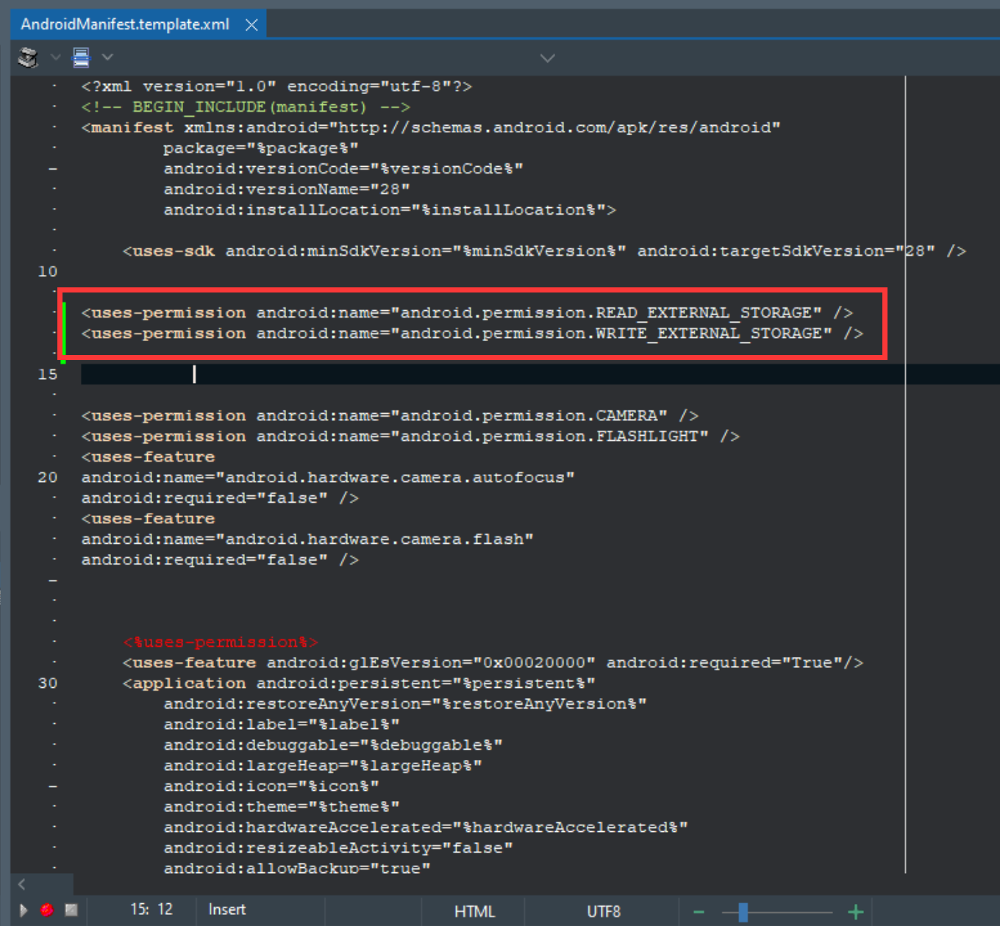 AndroidManifest.template.xml
<?xml version="1.0" encoding="utf-8"?>
<!-- BEGIN_INCLUDE(manifest) -->
<manifest xmlns:android="http://schemas.android.com/apk/res/android"
package="%package%"
android:versionCode="%versionCode%"
android:versionName="28"
android:installLocation="%installLocation%">
<uses-sdk android:minSdkVersion="%minSdkVersion%" android:targetSdkVersion="28" />
10
<uses-permission android:name="android.permission.READ_EXTERNAL_STORAGE" />
<uses-permission android:name="android.permission.WRITE_EXTERNAL_STORAGE" />
15
<uses-permission android:name="android.permission.CAMERA" />
<uses-permission android:name="android.permission.FLASHLIGHT" />
<uses-feature
20 android:name="android.hardware.camera.autofocus"
android:required="false" />
<uses-feature
android:name="android.hardware.camera.flash"
android:required="false" />
<%uses-permission%>
<uses-feature android:glEsVersion="0x00020000" android:required="True"/>
30 <application android:persistent="%persistent%"
android:restoreAnyVersion="%restoreAnyVersion%"
android:label="%label%"
android:debuggable="%debuggable%"
android:largeHeap="%largeHeap%"
android:icon="%icon%"
android:theme="%theme%"
android:hardwareAccelerated="%hardwareAccelerated%"
android:resizeableActivity="false"
android:allowBackup="true"
15: 12 Insert HTML UTF8